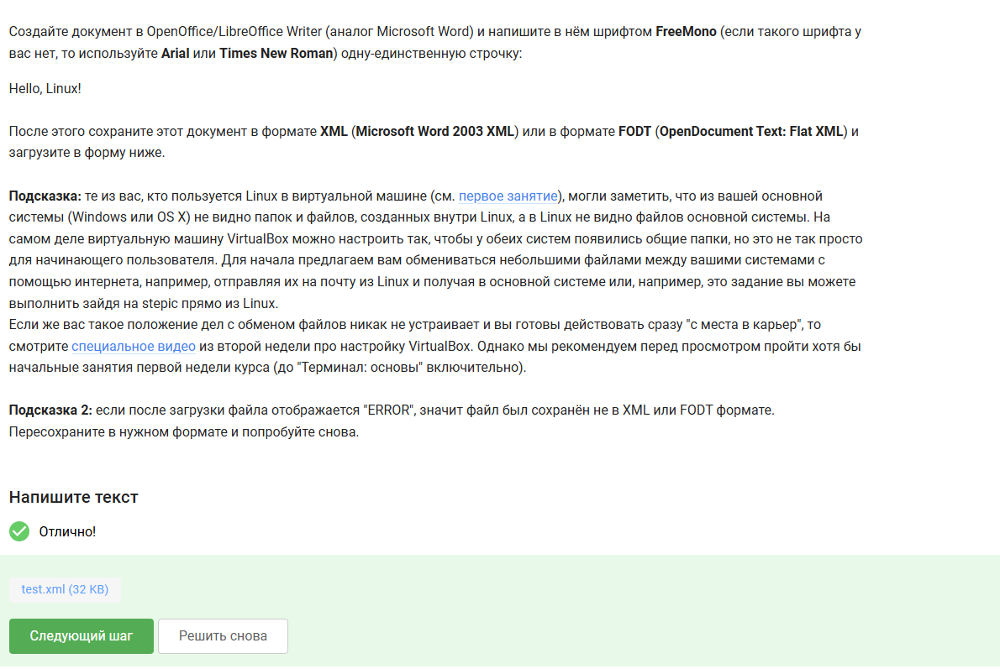 Создайте документ в OpenOffice/LibreOffice Writer (аналог Microsoft Word) и напишите в нём шрифтом FreeMono (если такого шрифта у
вас нет, то используйте Arial или Times New Roman) одну-единственную строчку:
Hello, Linux!
После этого сохраните этот документ в формате XML (Microsoft Word 2003 XML) или в формате FODT (OpenDocument Text: Flat XML) и
загрузите в форму ниже.
Подсказка: те из вас, кто пользуется Linux в виртуальной машине (см. первое занятие), могли заметить, что из вашей основной
системы (Windows или OS X) не видно папок и файлов, созданных внутри Linux, а в Linux не видно файлов основной системы. На
самом деле виртуальную машину VirtualBox можно настроить так, чтобы у обеих систем появились общие папки, но это не так просто
для начинающего пользователя. Для начала предлагаем вам обмениваться небольшими файлами между вашими системами с
помощью интернета, например, отправляя их на почту из Linux и получая в основной системе или, например, это задание вы можете
выполнить зайдя на stepic прямо из Linux.
Если же вас такое положение дел с обменом файлов никак не устраивает и вы готовы действовать сразу "с места в карьер", то
смотрите специальное видео из второй недели про настройку VirtualBox. Однако мы рекомендуем перед просмотром пройти хотя бы
начальные занятия первой недели курса (до "Терминал: основы" включительно).
Подсказка 2: если после загрузки файла отображается "ERROR", значит файл был сохранён не в XML или FODT формате.
Пересохраните в нужном формате и попробуйте снова.
Напишите текст
Отлично!
test.xml (32 KB)
Следующий шаг Решить снова